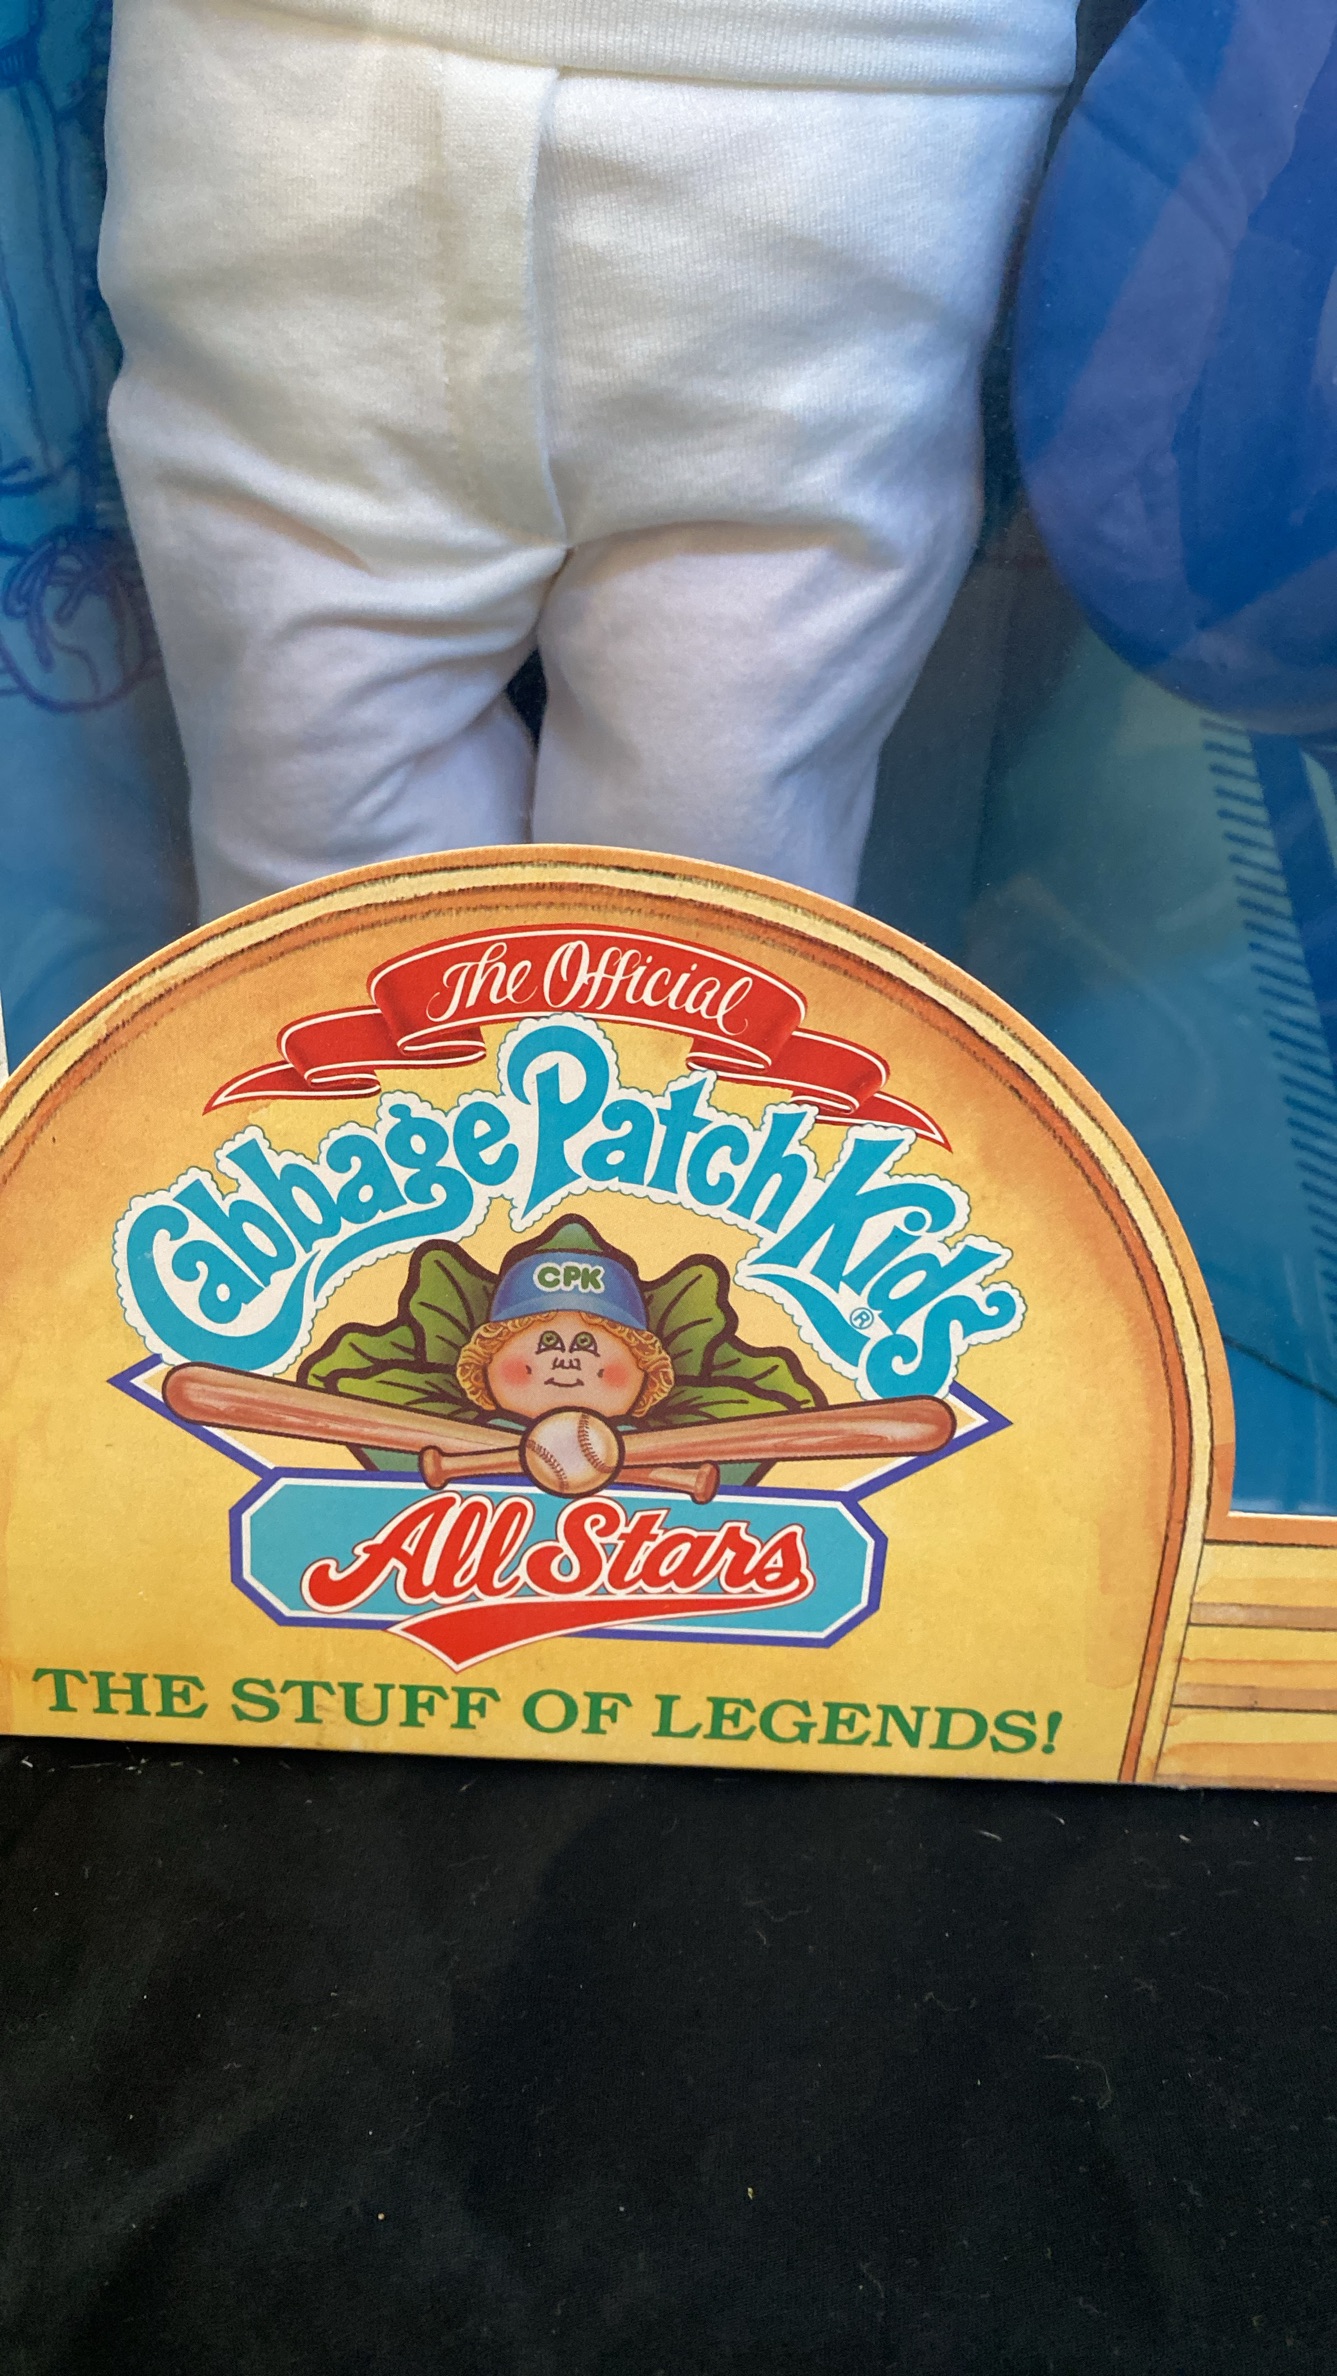 The Official
Cabbage Patch Kids®
CPK
All Stars
THE STUFF OF LEGENDS!